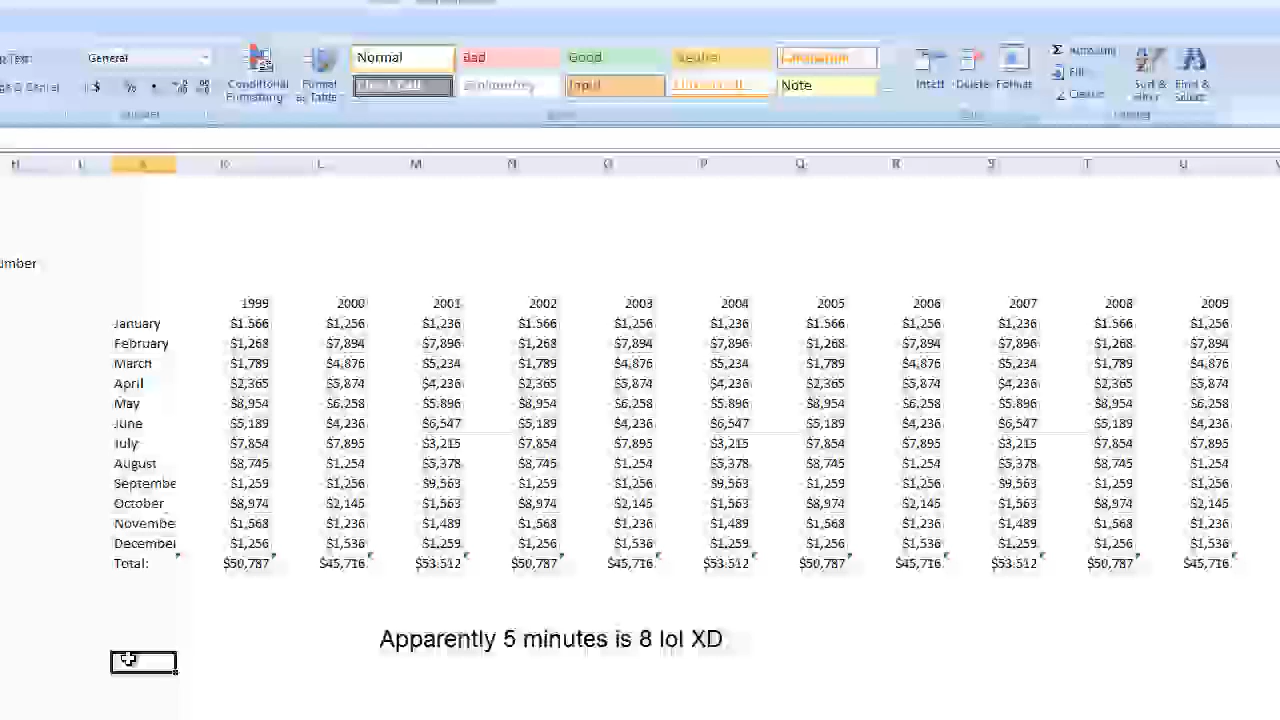 General
Normal Bad Good Neutral Calculation
$ % Conditional Formatting Format as Table Check Cell Explanatory Input Linked Cell Note Insert Delete Format
AutoSum
Fill
Clear
Sort & Filter Find & Select
K L M N O P Q R S T U
umber
1999 2000 2001 2002 2003 2004 2005 2006 2007 2008 2009
January $1,566 $1,256 $1,236 $1,566 $1,256 $1,236 $1,566 $1,256 $1,236 $1,566 $1,256
February $1,268 $7,894 $7,896 $1,268 $7,894 $7,896 $1,268 $7,894 $7,896 $1,268 $7,894
March $1,789 $4,876 $5,234 $1,789 $4,876 $5,234 $1,789 $4,876 $5,234 $1,789 $4,876
April $2,365 $5,874 $4,236 $2,365 $5,874 $4,236 $2,365 $5,874 $4,236 $2,365 $5,874
May $8,954 $6,258 $5,896 $8,954 $6,258 $5,896 $8,954 $6,258 $5,896 $8,954 $6,258
June $5,189 $4,236 $6,547 $5,189 $4,236 $6,547 $5,189 $4,236 $6,547 $5,189 $4,236
July $7,854 $7,895 $3,215 $7,854 $7,895 $3,215 $7,854 $7,895 $3,215 $7,854 $7,895
August $8,745 $1,254 $5,378 $8,745 $1,254 $5,378 $8,745 $1,254 $5,378 $8,745 $1,254
Septembe $1,259 $1,256 $9,563 $1,259 $1,256 $9,563 $1,259 $1,256 $9,563 $1,259 $1,256
October $8,974 $2,145 $1,563 $8,974 $2,145 $1,563 $8,974 $2,145 $1,563 $8,974 $2,145
Novembe $1,568 $1,236 $1,489 $1,568 $1,236 $1,489 $1,568 $1,236 $1,489 $1,568 $1,236
December $1,256 $1,536 $1,259 $1,256 $1,536 $1,259 $1,256 $1,536 $1,259 $1,256 $1,536
Total: $50,787 $45,716 $53,512 $50,787 $45,716 $53,512 $50,787 $45,716 $53,512 $50,787 $45,716
Apparently 5 minutes is 8 lol XD